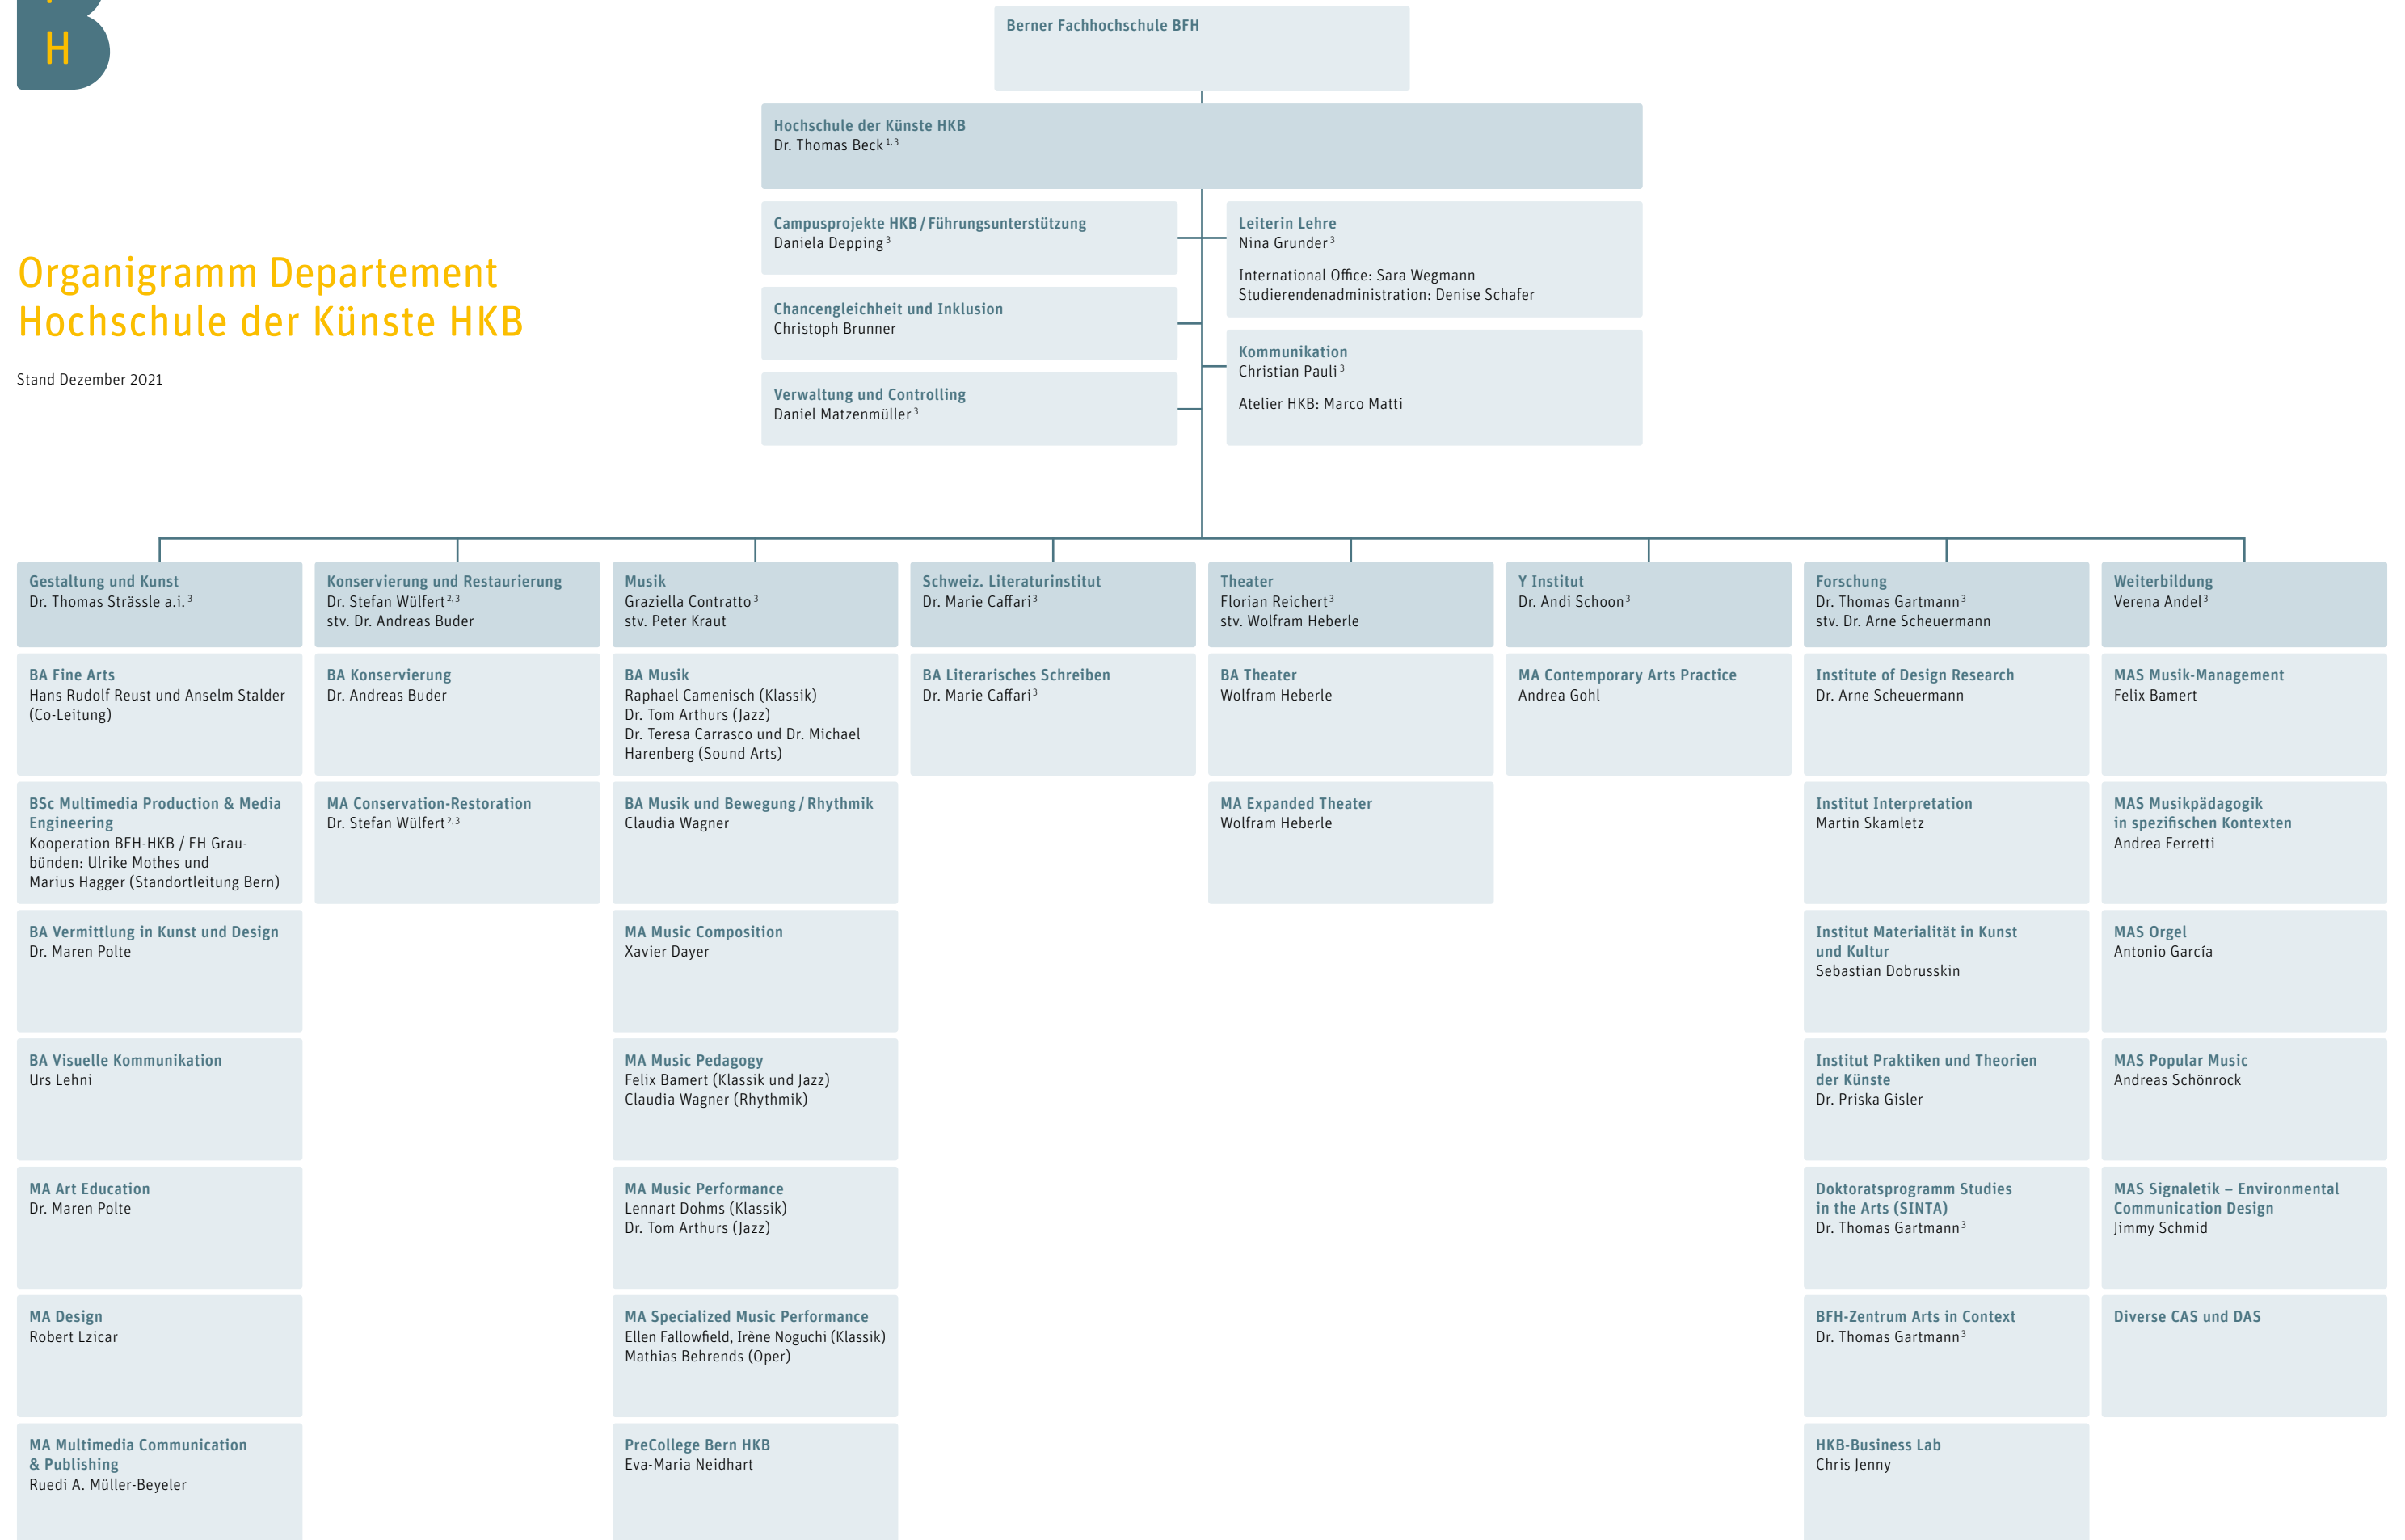 H
Berner Fachhochschule BFH
Hochschule der Künste HKB
Dr. Thomas Beck 1, 3
Organigramm Departement
Hochschule der Künste HKB
Stand Dezember 2021
Campusprojekte HKB / Führungsunterstützung
Daniela Depping 3
Chancengleichheit und Inklusion
Christoph Brunner
Verwaltung und Controlling
Daniel Matzenmüller 3
Leiterin Lehre
Nina Grunder 3
International Office: Sara Wegmann
Studierendenadministration: Denise Schafer
Kommunikation
Christian Pauli 3
Atelier HKB: Marco Matti
Gestaltung und Kunst
Dr. Thomas Strässle a.i. 3
BA Fine Arts
Hans Rudolf Reust und Anselm Stalder
(Co-Leitung)
BSc Multimedia Production & Media
Engineering
Kooperation BFH-HKB / FH Grau-
bünden: Ulrike Mothes und
Marius Hagger (Standortleitung Bern)
BA Vermittlung in Kunst und Design
Dr. Maren Polte
BA Visuelle Kommunikation
Urs Lehni
MA Art Education
Dr. Maren Polte
MA Design
Robert Lzicar
MA Multimedia Communication
& Publishing
Ruedi A. Müller-Beyeler
Konservierung und Restaurierung
Dr. Stefan Wülfert 2, 3
stv. Dr. Andreas Buder
BA Konservierung
Dr. Andreas Buder
MA Conservation-Restoration
Dr. Stefan Wülfert 2, 3
Musik
Graziella Contratto 3
stv. Peter Kraut
BA Musik
Raphael Camenisch (Klassik)
Dr. Tom Arthurs (Jazz)
Dr. Teresa Carrasco und Dr. Michael
Harenberg (Sound Arts)
BA Musik und Bewegung / Rhythmik
Claudia Wagner
MA Music Composition
Xavier Dayer
MA Music Pedagogy
Felix Bamert (Klassik und Jazz)
Claudia Wagner (Rhythmik)
MA Music Performance
Lennart Dohms (Klassik)
Dr. Tom Arthurs (Jazz)
MA Specialized Music Performance
Ellen Fallowfield, Irène Noguchi (Klassik)
Mathias Behrends (Oper)
PreCollege Bern HKB
Eva-Maria Neidhart
Schweiz. Literaturinstitut
Dr. Marie Caffari 3
BA Literarisches Schreiben
Dr. Marie Caffari 3
Theater
Florian Reichert 3
stv. Wolfram Heberle
BA Theater
Wolfram Heberle
MA Expanded Theater
Wolfram Heberle
Y Institut
Dr. Andi Schoon 3
MA Contemporary Arts Practice
Andrea Gohl
Forschung
Dr. Thomas Gartmann 3
stv. Dr. Arne Scheuermann
Institute of Design Research
Dr. Arne Scheuermann
Institut Interpretation
Martin Skamletz
Institut Materialität in Kunst
und Kultur
Sebastian Dobrusskin
Institut Praktiken und Theorien
der Künste
Dr. Priska Gisler
Doktoratsprogramm Studies
in the Arts (SINTA)
Dr. Thomas Gartmann 3
BFH-Zentrum Arts in Context
Dr. Thomas Gartmann 3
HKB-Business Lab
Chris Jenny
Weiterbildung
Verena Andel 3
MAS Musik-Management
Felix Bamert
MAS Musikpädagogik
in spezifischen Kontexten
Andrea Ferretti
MAS Orgel
Antonio García
MAS Popular Music
Andreas Schönrock
MAS Signaletik – Environmental
Communication Design
Jimmy Schmid
Diverse CAS und DAS